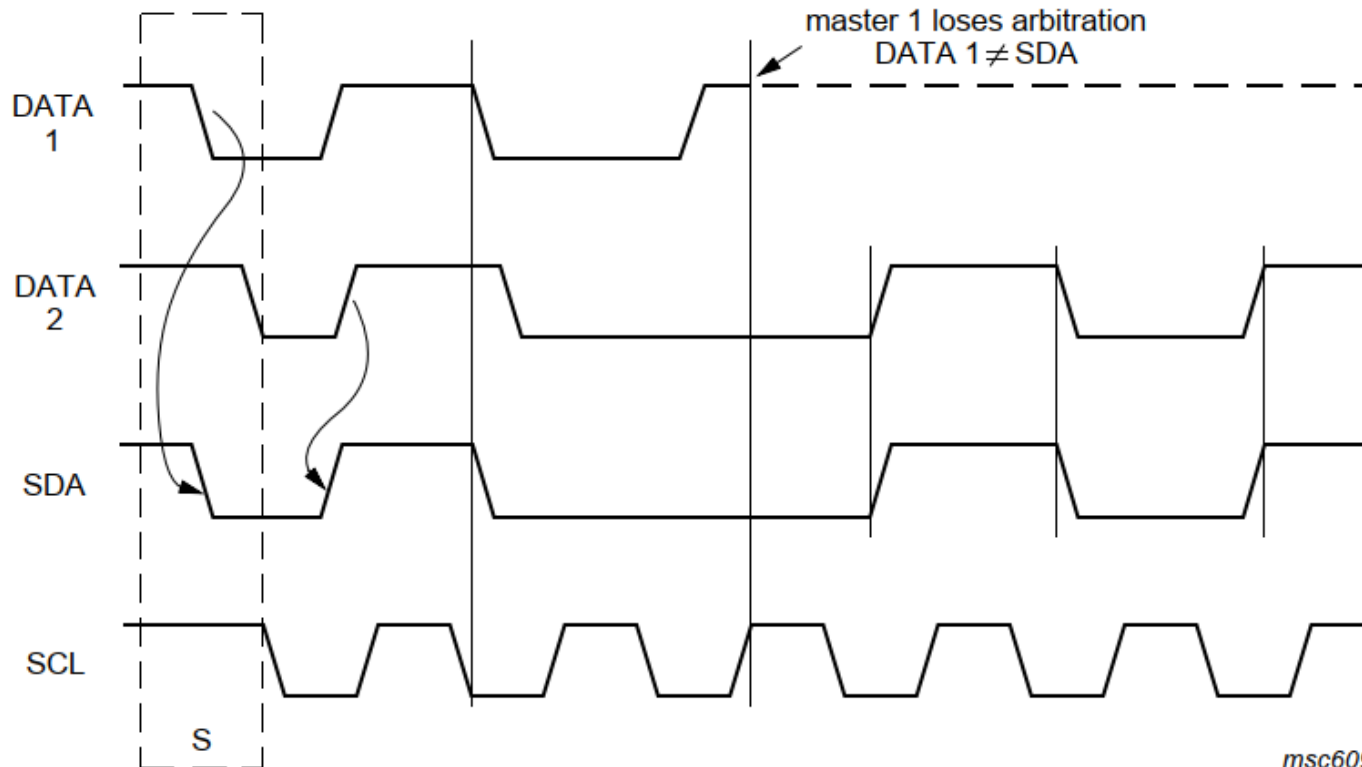 master 1 loses arbitration
DATA 1 ≠ SDA
DATA
1
DATA
2
SDA
SCL
S